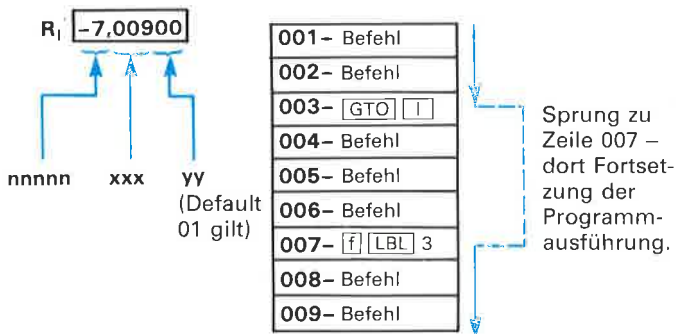 R_I -7,00900
nnnnn xxx yy
(Default
01 gilt)
001– Befehl
002– Befehl
003– GTO I
004– Befehl
005– Befehl
006– Befehl
007– f LBL 3
008– Befehl
009– Befehl
Sprung zu
Zeile 007 –
dort Fortset-
zung der
Programm-
ausführung.